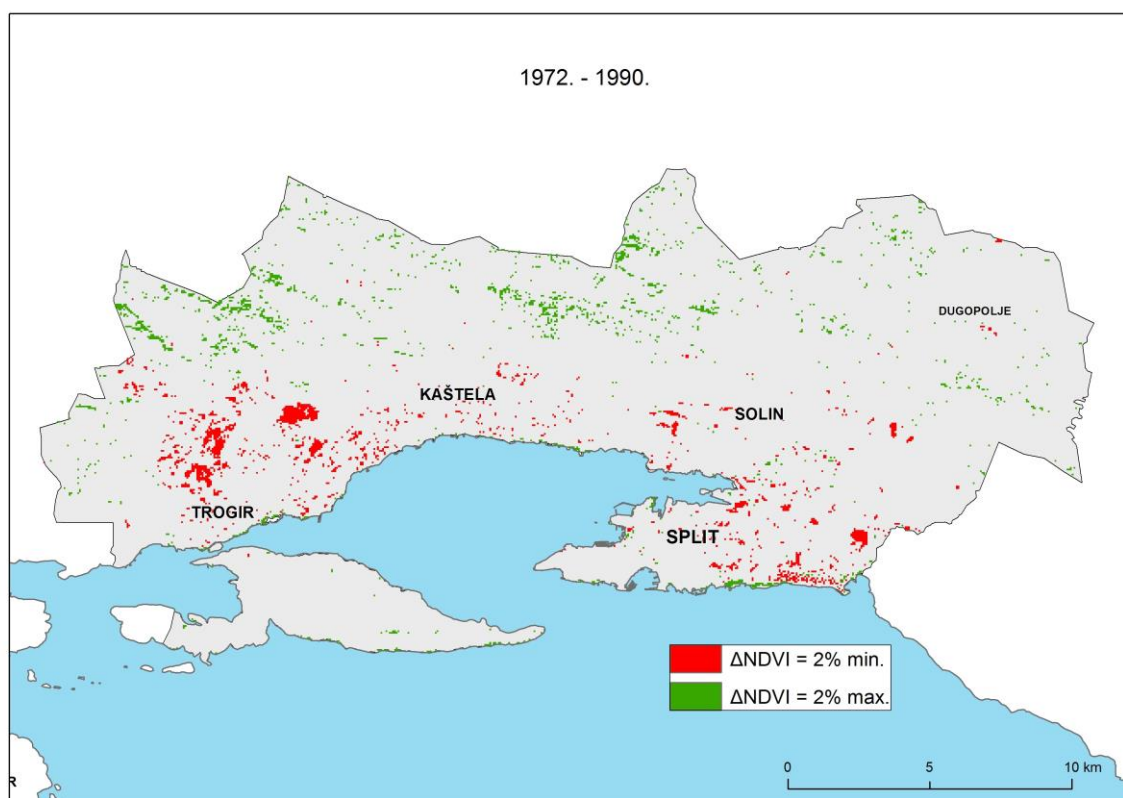 1972. - 1990.
DUGOPOLJE
KAŠTELA
SOLIN
TROGIR
SPLIT
ΔNDVI = 2% min.
ΔNDVI = 2% max.
0 5 10 km
R